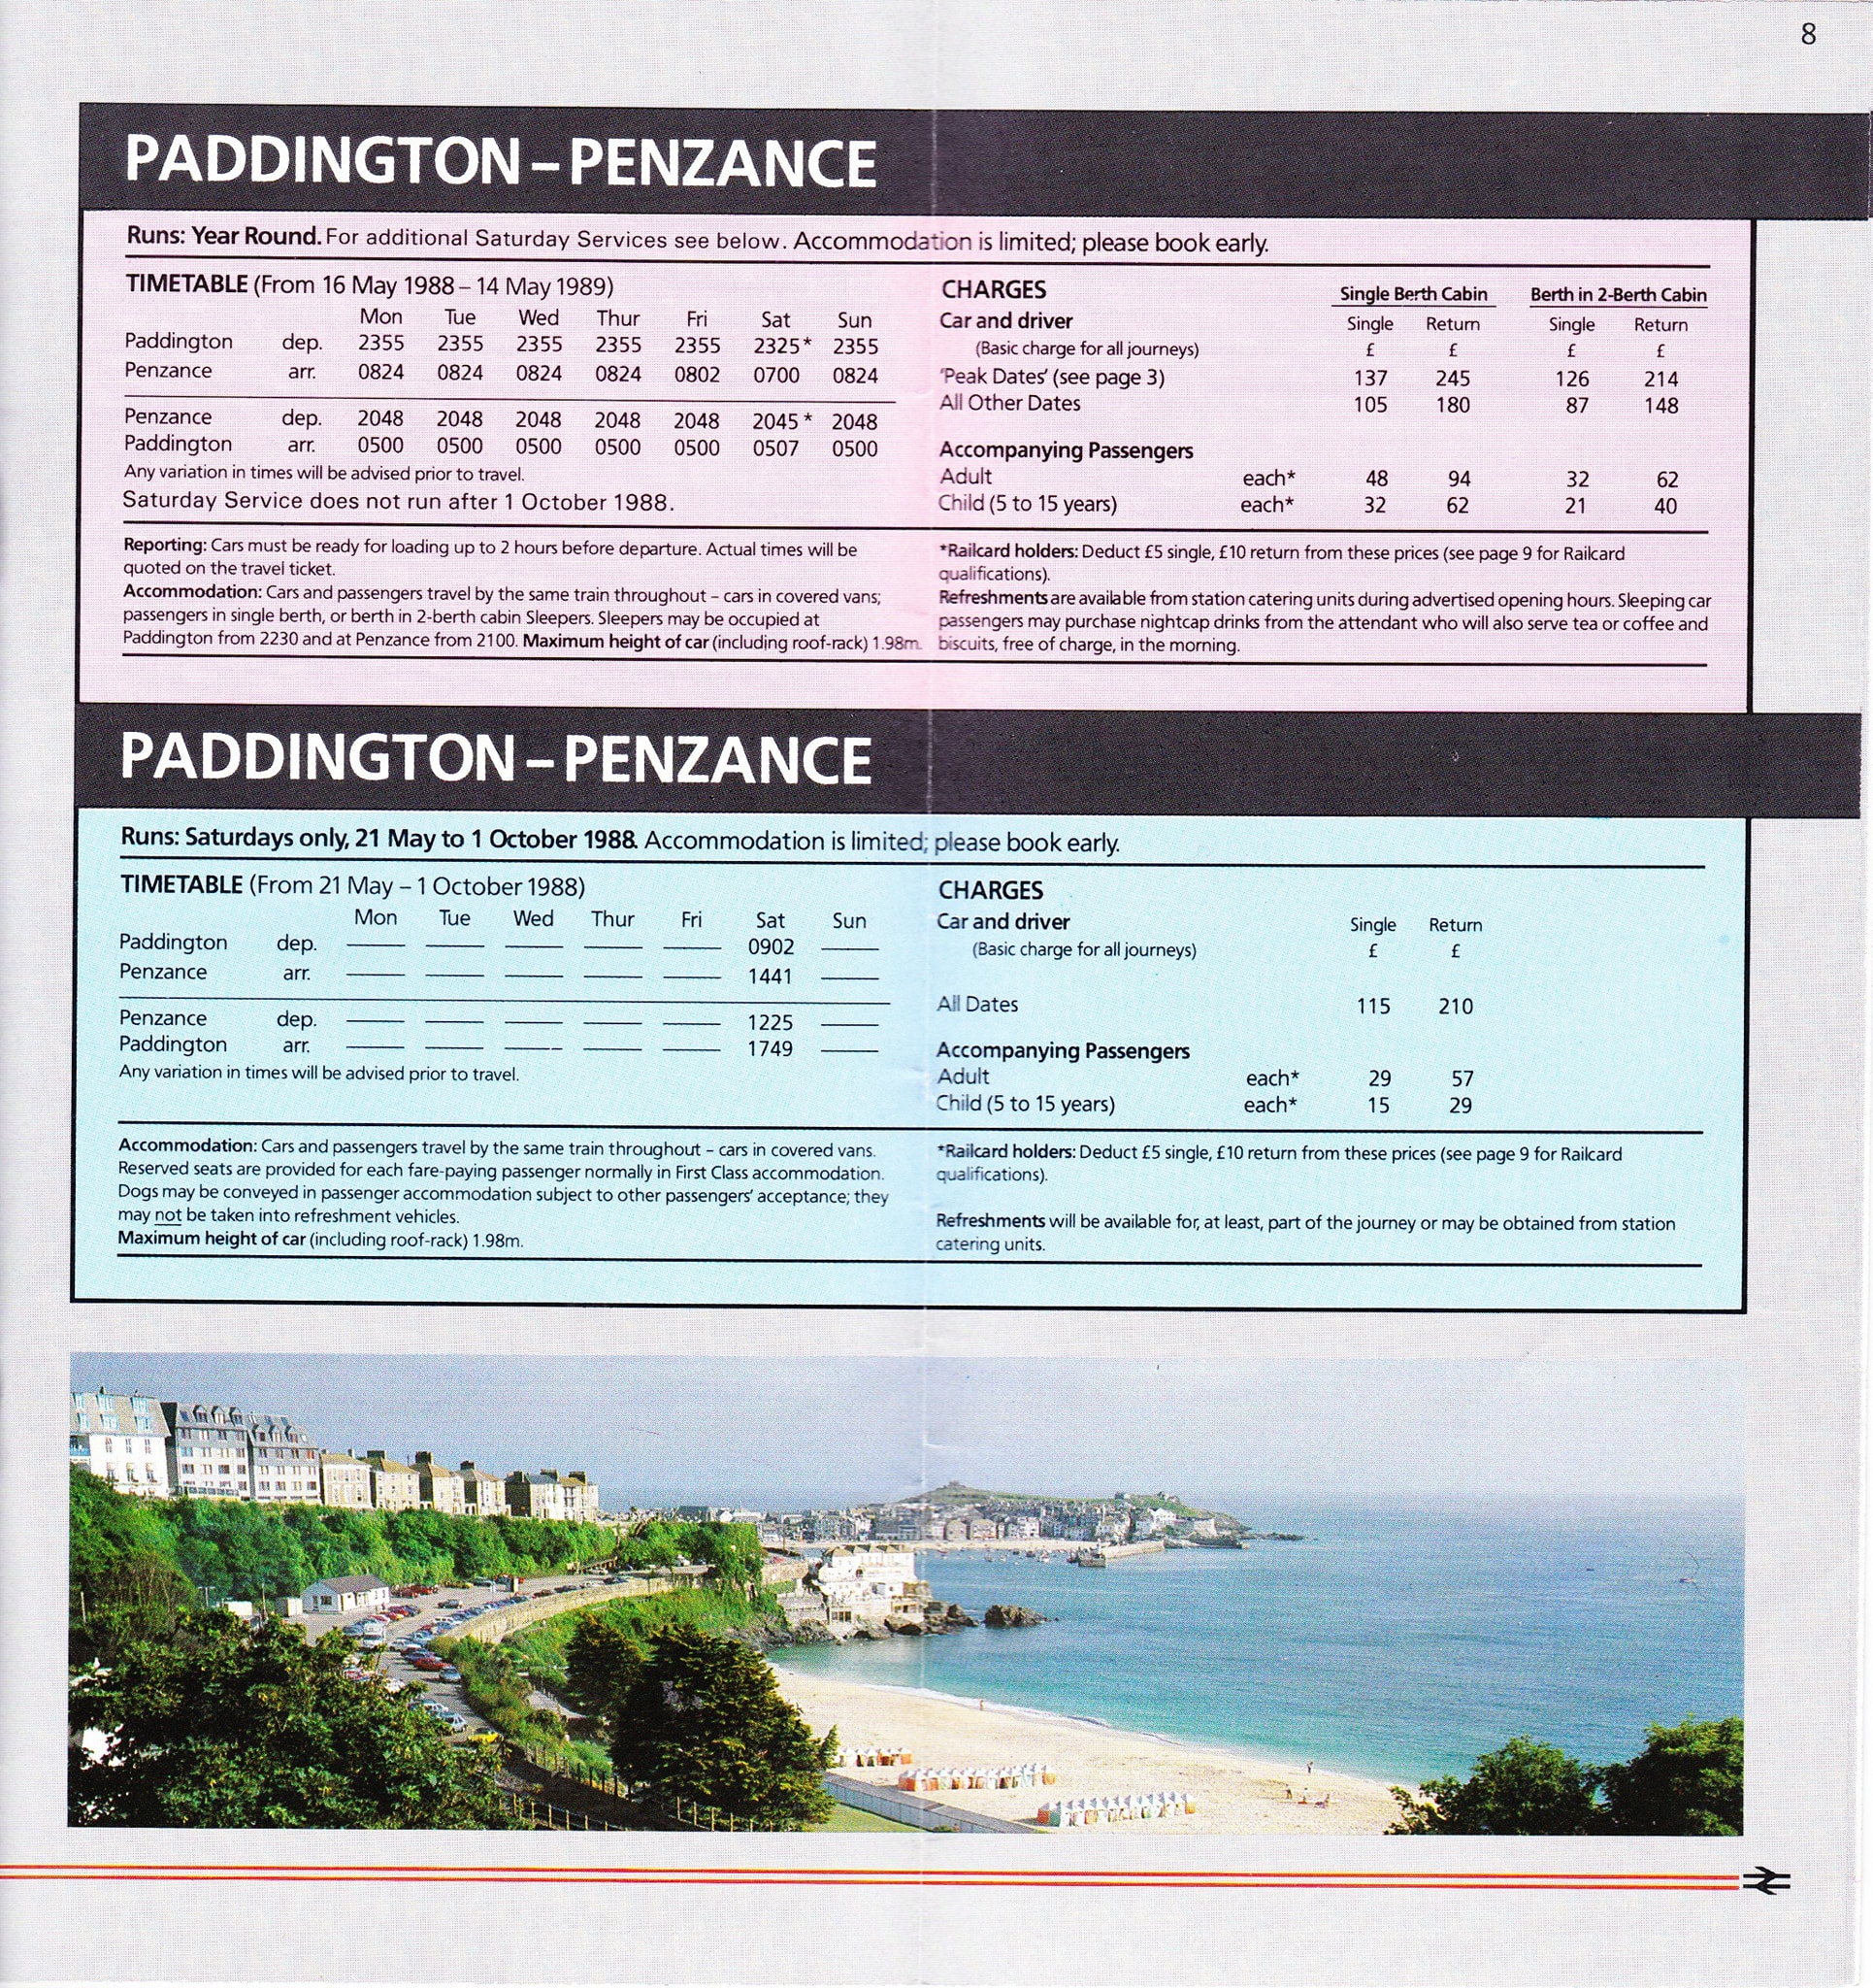 8
PADDINGTON – PENZANCE
Runs: Year Round. For additional Saturday Services see below. Accommodation is limited; please book early.
TIMETABLE (From 16 May 1988 – 14 May 1989)
Mon Tue Wed Thur Fri Sat Sun
Paddington dep. 2355 2355 2355 2355 2355 2325* 2355
Penzance arr. 0824 0824 0824 0824 0802 0700 0824
Penzance dep. 2048 2048 2048 2048 2048 2045* 2048
Paddington arr. 0500 0500 0500 0500 0500 0507 0500
Any variation in times will be advised prior to travel.
Saturday Service does not run after 1 October 1988.
CHARGES Single Berth Cabin Berth in 2-Berth Cabin
Car and driver Single Return Single Return
(Basic charge for all journeys) £ £ £ £
'Peak Dates' (see page 3) 137 245 126 214
All Other Dates 105 180 87 148
Accompanying Passengers
Adult each* 48 94 32 62
Child (5 to 15 years) each* 32 62 21 40
Reporting: Cars must be ready for loading up to 2 hours before departure. Actual times will be
quoted on the travel ticket.
Accommodation: Cars and passengers travel by the same train throughout – cars in covered vans;
passengers in single berth, or berth in 2-berth cabin Sleepers. Sleepers may be occupied at
Paddington from 2230 and at Penzance from 2100. Maximum height of car (including roof-rack) 1.98m.
*Railcard holders: Deduct £5 single, £10 return from these prices (see page 9 for Railcard
qualifications).
Refreshments are available from station catering units during advertised opening hours. Sleeping car
passengers may purchase nightcap drinks from the attendant who will also serve tea or coffee and
biscuits, free of charge, in the morning.
PADDINGTON – PENZANCE
Runs: Saturdays only, 21 May to 1 October 1988. Accommodation is limited; please book early.
TIMETABLE (From 21 May – 1 October 1988)
Mon Tue Wed Thur Fri Sat Sun
Paddington dep. — — — — — 0902 —
Penzance arr. — — — — — 1441 —
Penzance dep. — — — — — 1225 —
Paddington arr. — — — — — 1749 —
Any variation in times will be advised prior to travel.
CHARGES
Car and driver Single Return
(Basic charge for all journeys) £ £
All Dates 115 210
Accompanying Passengers
Adult each* 29 57
Child (5 to 15 years) each* 15 29
Accommodation: Cars and passengers travel by the same train throughout – cars in covered vans.
Reserved seats are provided for each fare-paying passenger normally in First Class accommodation.
Dogs may be conveyed in passenger accommodation subject to other passengers' acceptance; they
may not be taken into refreshment vehicles.
Maximum height of car (including roof-rack) 1.98m.
*Railcard holders: Deduct £5 single, £10 return from these prices (see page 9 for Railcard
qualifications).
Refreshments will be available for, at least, part of the journey or may be obtained from station
catering units.